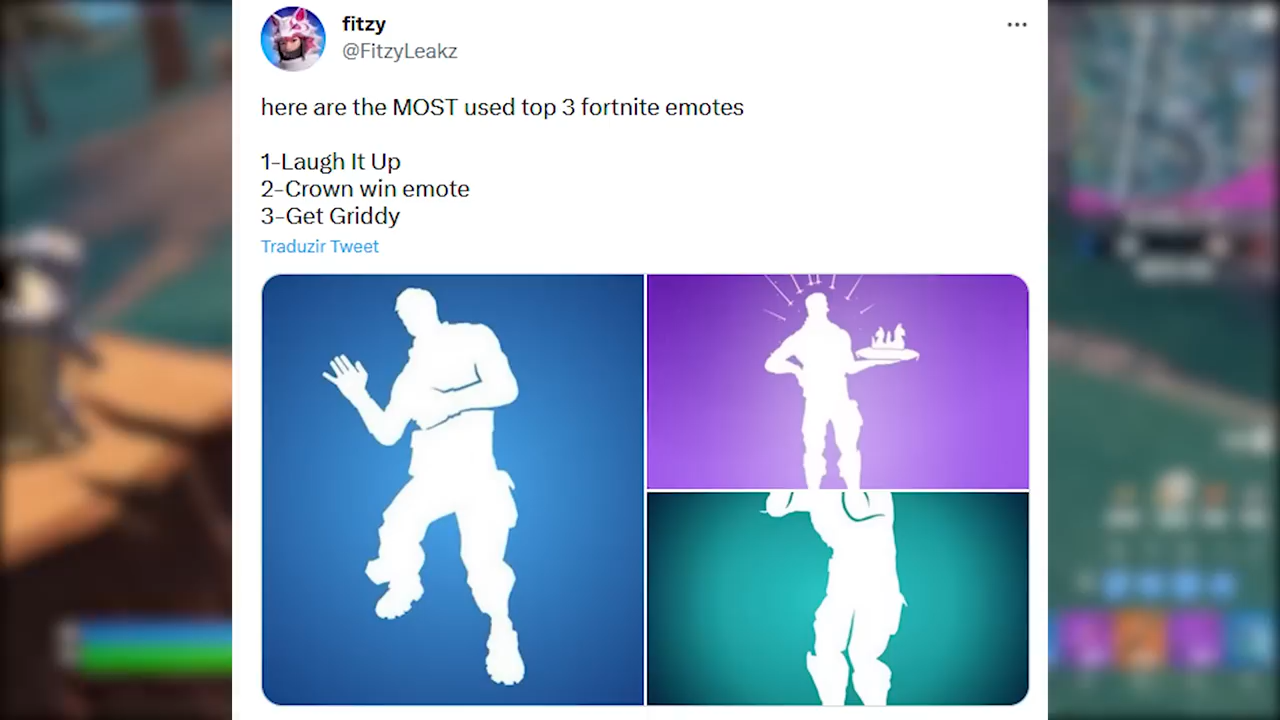 fitzy
@FitzyLeakz
here are the MOST used top 3 fortnite emotes
1-Laugh It Up
2-Crown win emote
3-Get Griddy
Traduzir Tweet